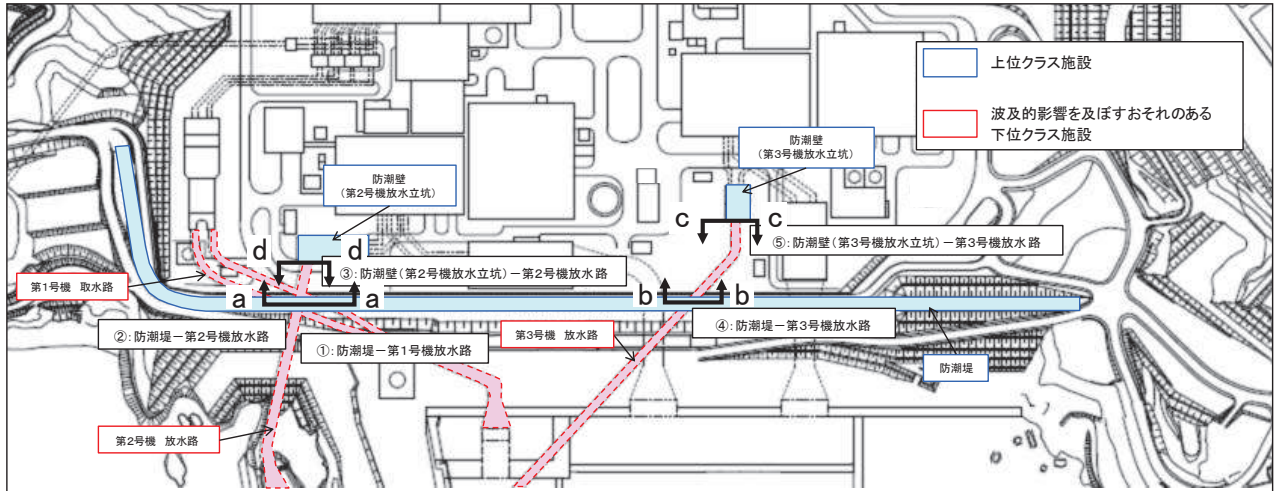 上位クラス施設
波及的影響を及ぼすおそれのある
下位クラス施設
防潮壁
(第3号機放水立坑)
防潮壁
(第2号機放水立坑)
c c
d d
⑤:防潮壁(第3号機放水立坑)-第3号機放水路
③:防潮壁(第2号機放水立坑)-第2号機放水路
第1号機 取水路
a a
b b
②:防潮堤-第2号機放水路
①:防潮堤-第1号機放水路
第3号機 放水路
④:防潮堤-第3号機放水路
防潮堤
第2号機 放水路